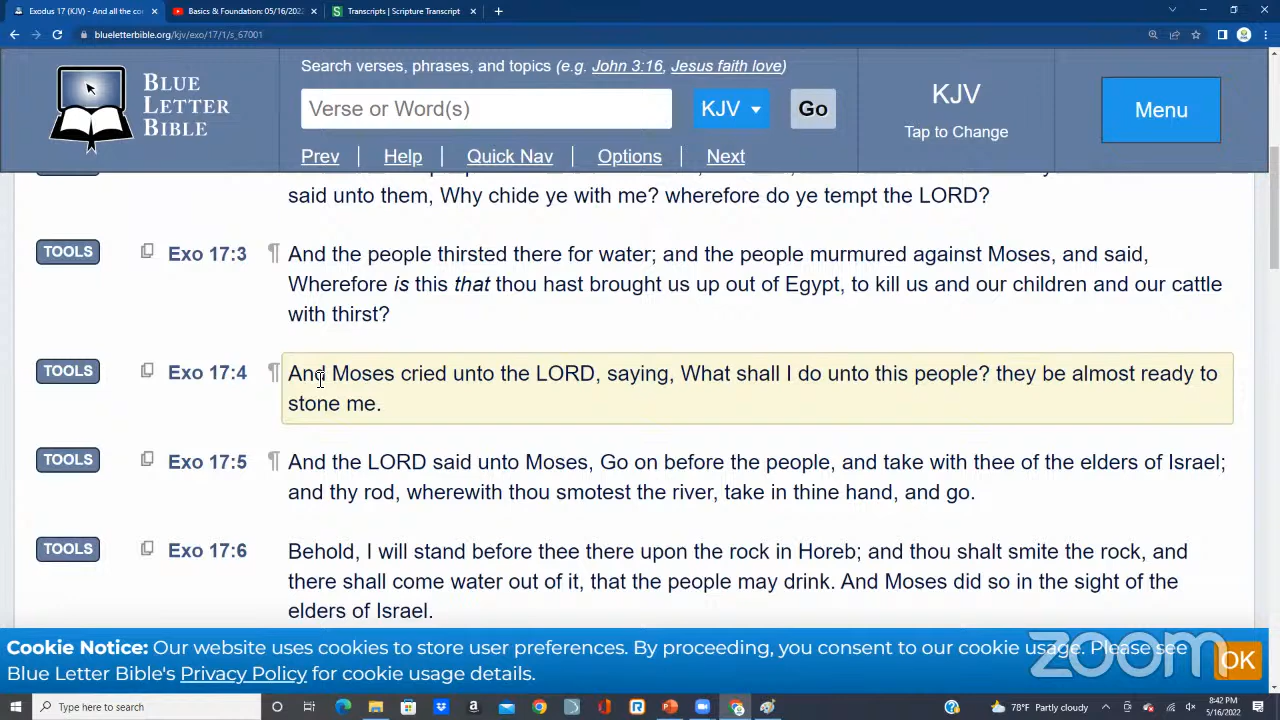 Exodus 17 (KJV) - And all the co
Basics & Foundation: 05/16/2022
Transcripts | Scripture Transcript
blueletterbible.org/kjv/exo/17/1/s_67001
BLUE LETTER BIBLE
Search verses, phrases, and topics (e.g. John 3:16, Jesus faith love)
Verse or Word(s)
KJV
Go
Prev Help Quick Nav Options Next
KJV
Tap to Change
Menu
said unto them, Why chide ye with me? wherefore do ye tempt the LORD?
TOOLS Exo 17:3 ¶ And the people thirsted there for water; and the people murmured against Moses, and said,
Wherefore is this that thou hast brought us up out of Egypt, to kill us and our children and our cattle
with thirst?
TOOLS Exo 17:4 ¶ And Moses cried unto the LORD, saying, What shall I do unto this people? they be almost ready to
stone me.
TOOLS Exo 17:5 ¶ And the LORD said unto Moses, Go on before the people, and take with thee of the elders of Israel;
and thy rod, wherewith thou smotest the river, take in thine hand, and go.
TOOLS Exo 17:6 Behold, I will stand before thee there upon the rock in Horeb; and thou shalt smite the rock, and
there shall come water out of it, that the people may drink. And Moses did so in the sight of the
elders of Israel.
Cookie Notice: Our website uses cookies to store user preferences. By proceeding, you consent to our cookie usage. Please see
Blue Letter Bible's Privacy Policy for cookie usage details.
OK
zoom
Type here to search
78°F Partly cloudy
8:42 PM
5/16/2022